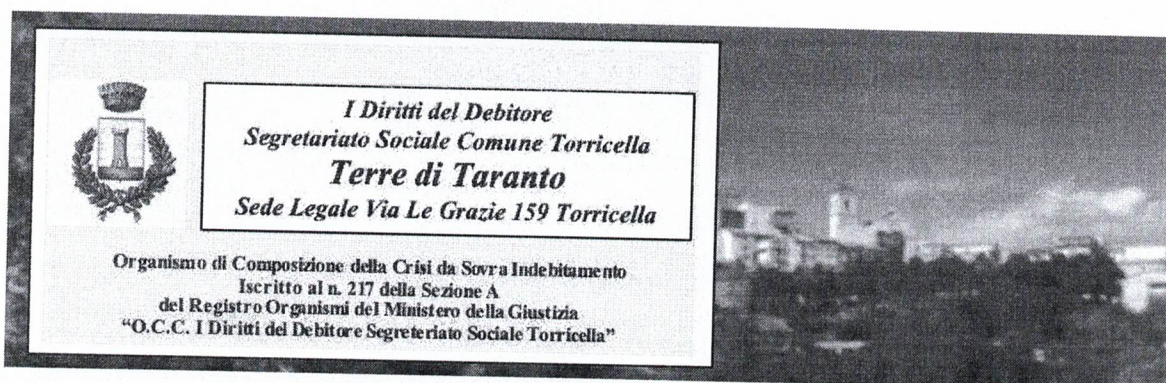 I Diritti del Debitore
Segretariato Sociale Comune Torricella
Terre di Taranto
Sede Legale Via Le Grazie 159 Torricella
Organismo di Composizione della Crisi da Sovra Indebitamento
Iscritto al n. 217 della Sezione A
del Registro Organismi del Ministero della Giustizia
“O.C.C. I Diritti del Debitore Segreteriato Sociale Torricella”